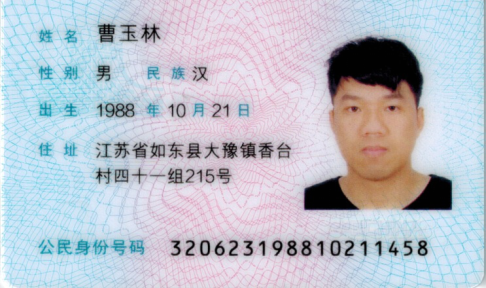 姓名 曹玉林
性别 男 民族 汉
出生 1988 年 10 月 21 日
住址 江苏省如东县大豫镇香台
村四十一组215号
公民身份号码 320623198810211458